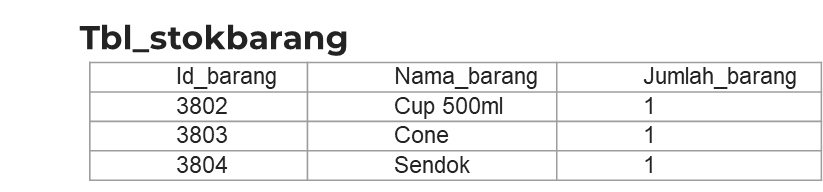 Tbl_stokbarang
Id_barang Nama_barang Jumlah_barang
3802 Cup 500ml 1
3803 Cone 1
3804 Sendok 1